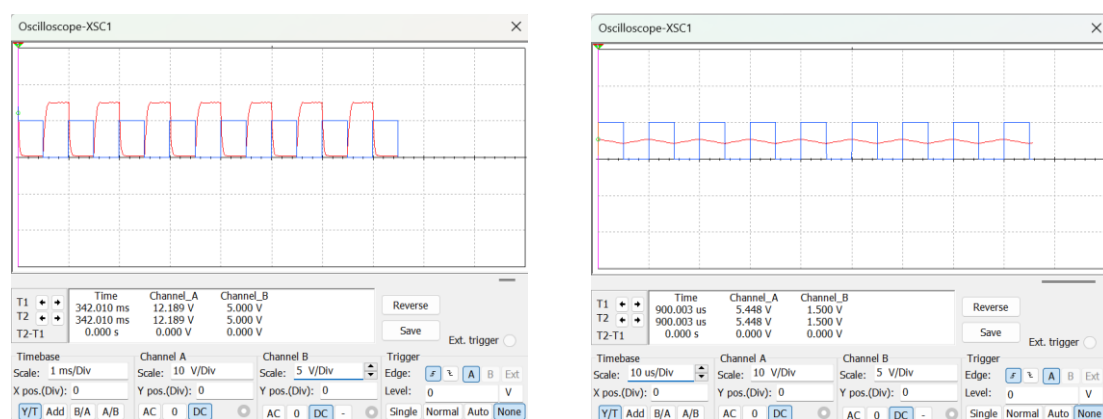 Oscilloscope-XSC1
Time Channel_A Channel_B
T1 342.010 ms 12.189 V 5.000 V
T2 342.010 ms 12.189 V 5.000 V
T2-T1 0.000 s 0.000 V 0.000 V
Reverse
Save
Ext. trigger
Timebase Channel A Channel B Trigger
Scale: 1 ms/Div Scale: 10 V/Div Scale: 5 V/Div Edge: A B Ext
X pos.(Div): 0 Y pos.(Div): 0 Y pos.(Div): 0 Level: 0 V
Y/T Add B/A A/B AC 0 DC AC 0 DC - Single Normal Auto None
Oscilloscope-XSC1
Time Channel_A Channel_B
T1 900.003 us 5.448 V 1.500 V
T2 900.003 us 5.448 V 1.500 V
T2-T1 0.000 s 0.000 V 0.000 V
Reverse
Save
Ext. trigger
Timebase Channel A Channel B Trigger
Scale: 10 us/Div Scale: 10 V/Div Scale: 5 V/Div Edge: A B Ext
X pos.(Div): 0 Y pos.(Div): 0 Y pos.(Div): 0 Level: 0 V
Y/T Add B/A A/B AC 0 DC AC 0 DC - Single Normal Auto None